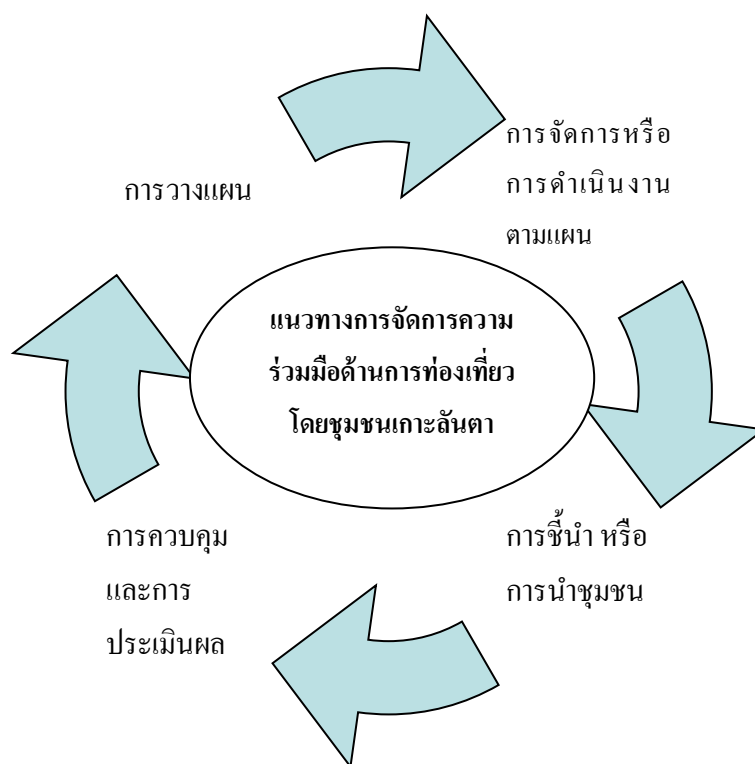 การวางแผน
การจัดการหรือ
การดำเนินงาน
ตามแผน
แนวทางการจัดการความ
ร่วมมือด้านการท่องเที่ยว
โดยชุมชนเกาะลันตา
การควบคุม
และการ
ประเมินผล
การชี้นำ หรือ
การนำชุมชน